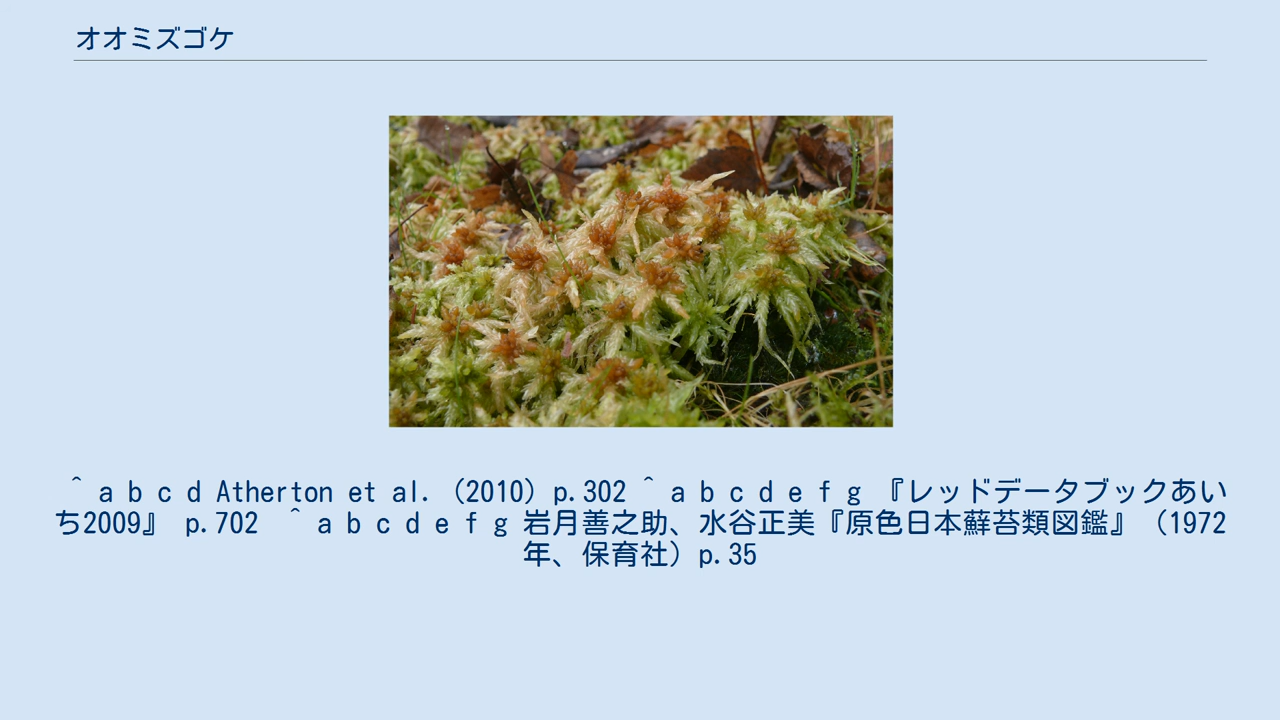 オオミズゴケ
^ a b c d Atherton et al. (2010) p.302 ^ a b c d e f g 『レッドデータブックあい
ち2009』 p.702 ^ a b c d e f g 岩月善之助、水谷正美『原色日本蘇苔類図鑑』（1972
年、保育社）p.35